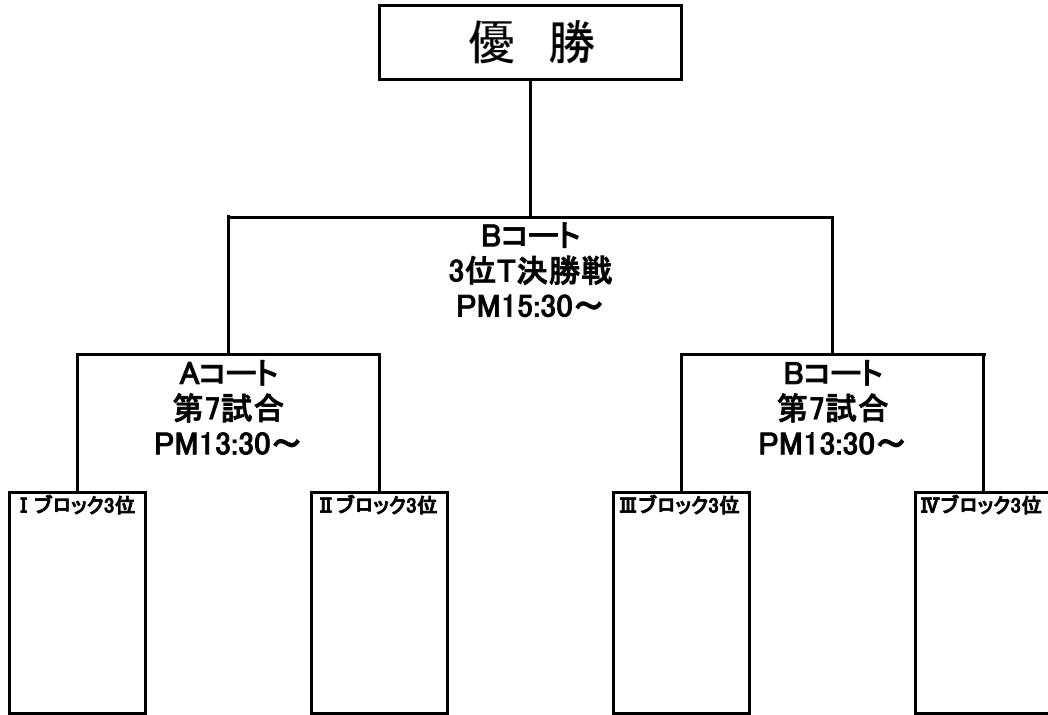 優　勝
Bコート
3位T決勝戦
PM15:30～
Aコート
第7試合
PM13:30～
Bコート
第7試合
PM13:30～
Ⅰブロック3位
Ⅱブロック3位
Ⅲブロック3位
Ⅳブロック3位